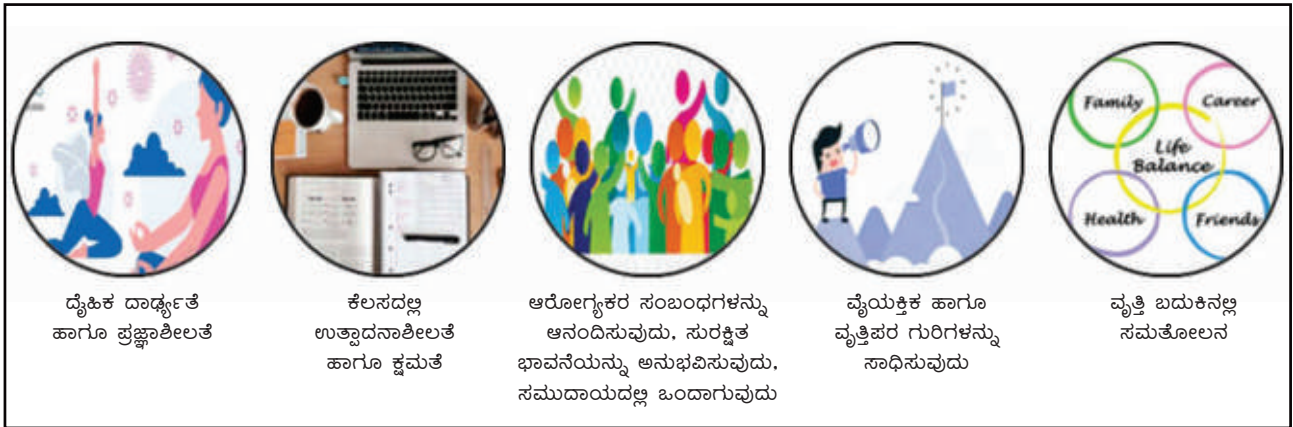 Family
Career
Life
Balance
Health
Friends
ದೈಹಿಕ ದಾರ್ಢ್ಯತೆ
ಹಾಗೂ ಪ್ರಜ್ಞಾಶೀಲತೆ
ಕೆಲಸದಲ್ಲಿ
ಉತ್ಪಾದನಾಶೀಲತೆ
ಹಾಗೂ ಕ್ಷಮತೆ
ಆರೋಗ್ಯಕರ ಸಂಬಂಧಗಳನ್ನು
ಆನಂದಿಸುವುದು, ಸುರಕ್ಷಿತ
ಭಾವನೆಯನ್ನು ಅನುಭವಿಸುವುದು,
ಸಮುದಾಯದಲ್ಲಿ ಒಂದಾಗುವುದು
ವೈಯಕ್ತಿಕ ಹಾಗೂ
ವೃತ್ತಿಪರ ಗುರಿಗಳನ್ನು
ಸಾಧಿಸುವುದು
ವೃತ್ತಿ ಬದುಕಿನಲ್ಲಿ
ಸಮತೋಲನ